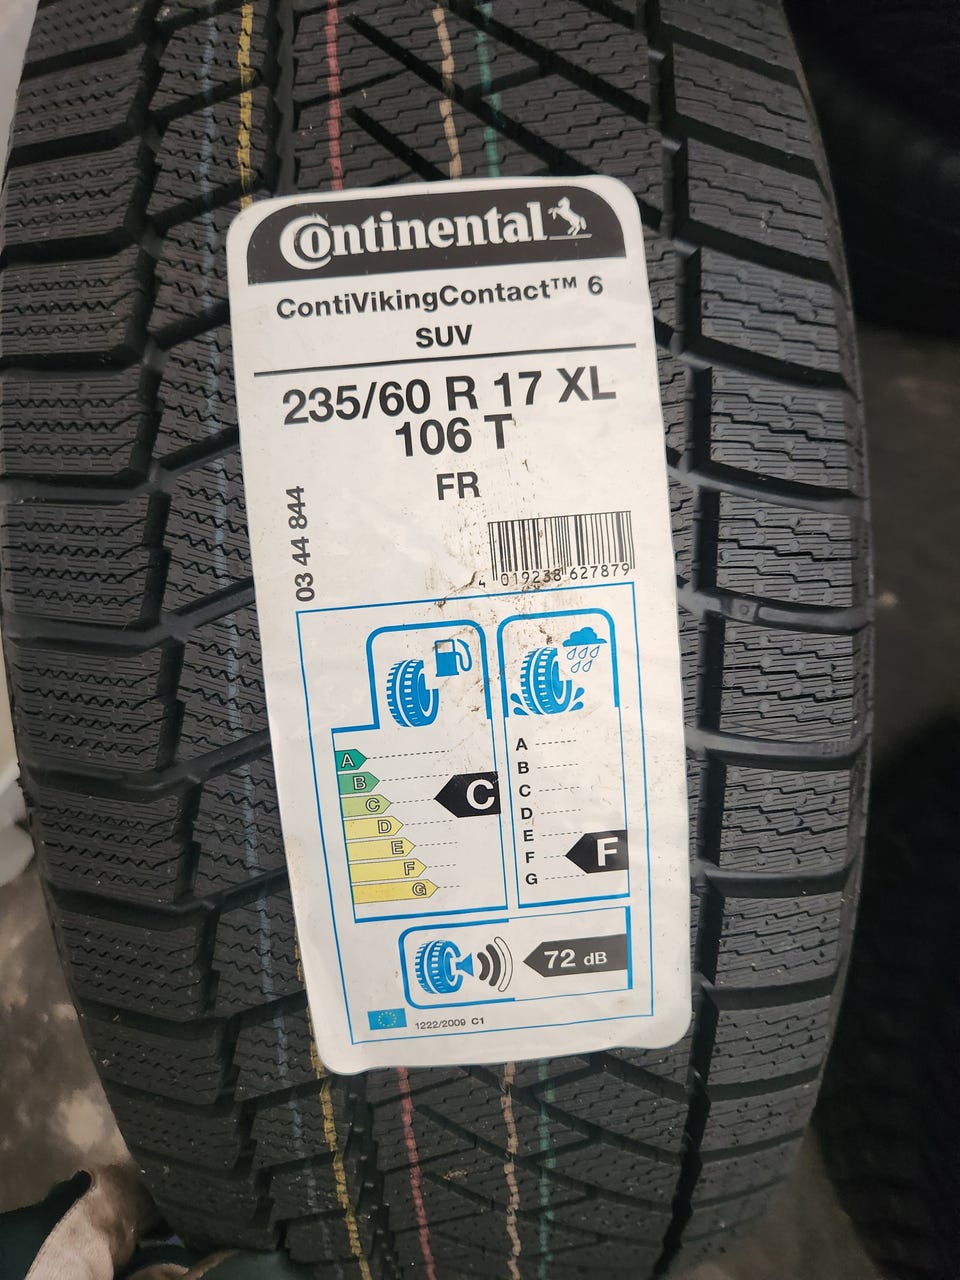 Continental
ContiVikingContact™ 6
SUV
235/60 R 17 XL
106 T
FR
03 44 844
4 019238 627879
A
B
C
D
E
F
G
C
A
B
C
D
E
F
G
F
72 dB
1222/2009 C1